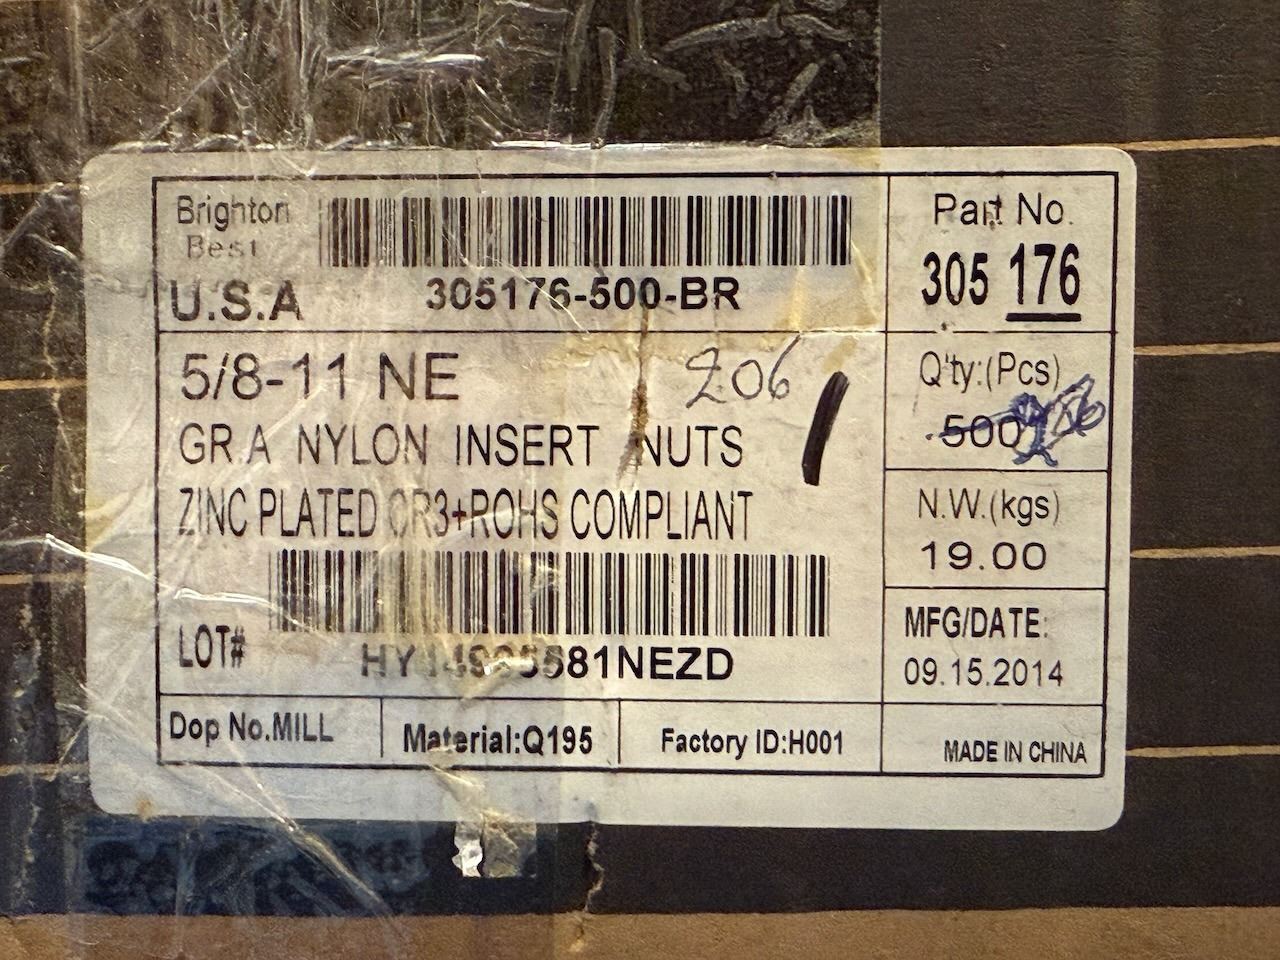 Brighton
Best
U.S.A
305176-500-BR
Part No.
305 176
5/8-11 NE
206
GR.A NYLON INSERT NUTS
ZINC PLATED CR3+ROHS COMPLIANT
Q'ty:(Pcs)
500
N.W.(kgs)
19.00
LOT#
MFG/DATE:
09.15.2014
Dop No.MILL
Material:Q195
Factory ID:H001
MADE IN CHINA